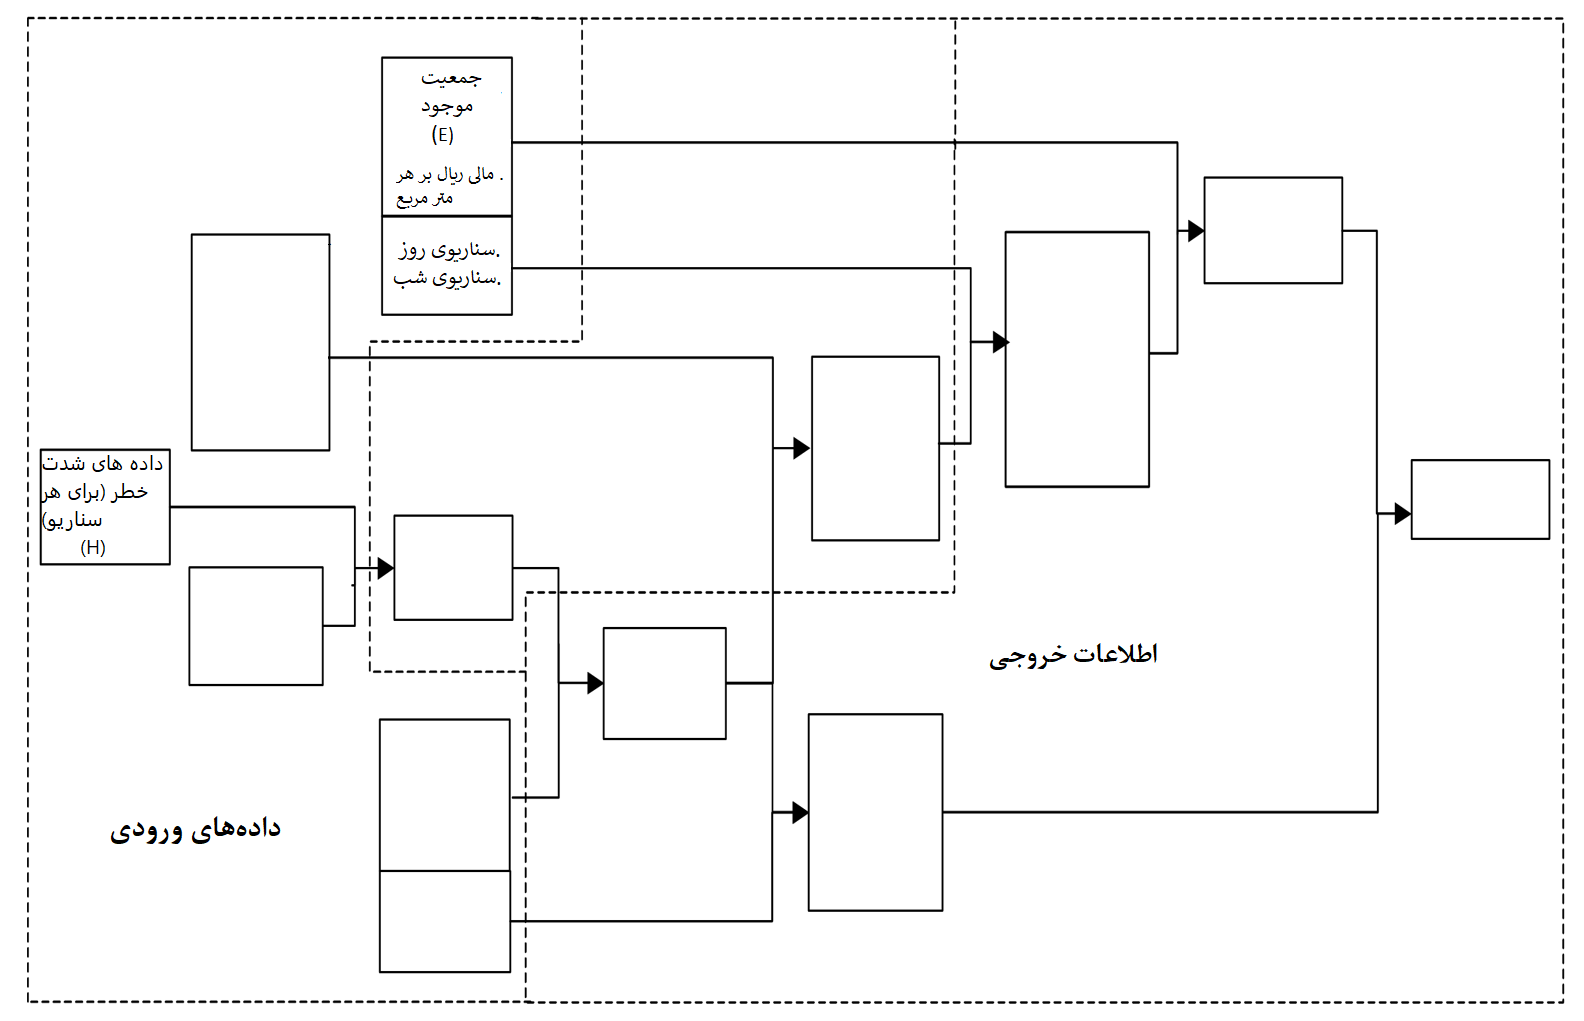 جمعیت
موجود
(E)
. مالی ریال بر هر
متر مربع
.سناریوی روز
.سناریوی شب
داده های شدت
خطر (برای هر
سناریو)
(H)
اطلاعات خروجی
داده‌های ورودی